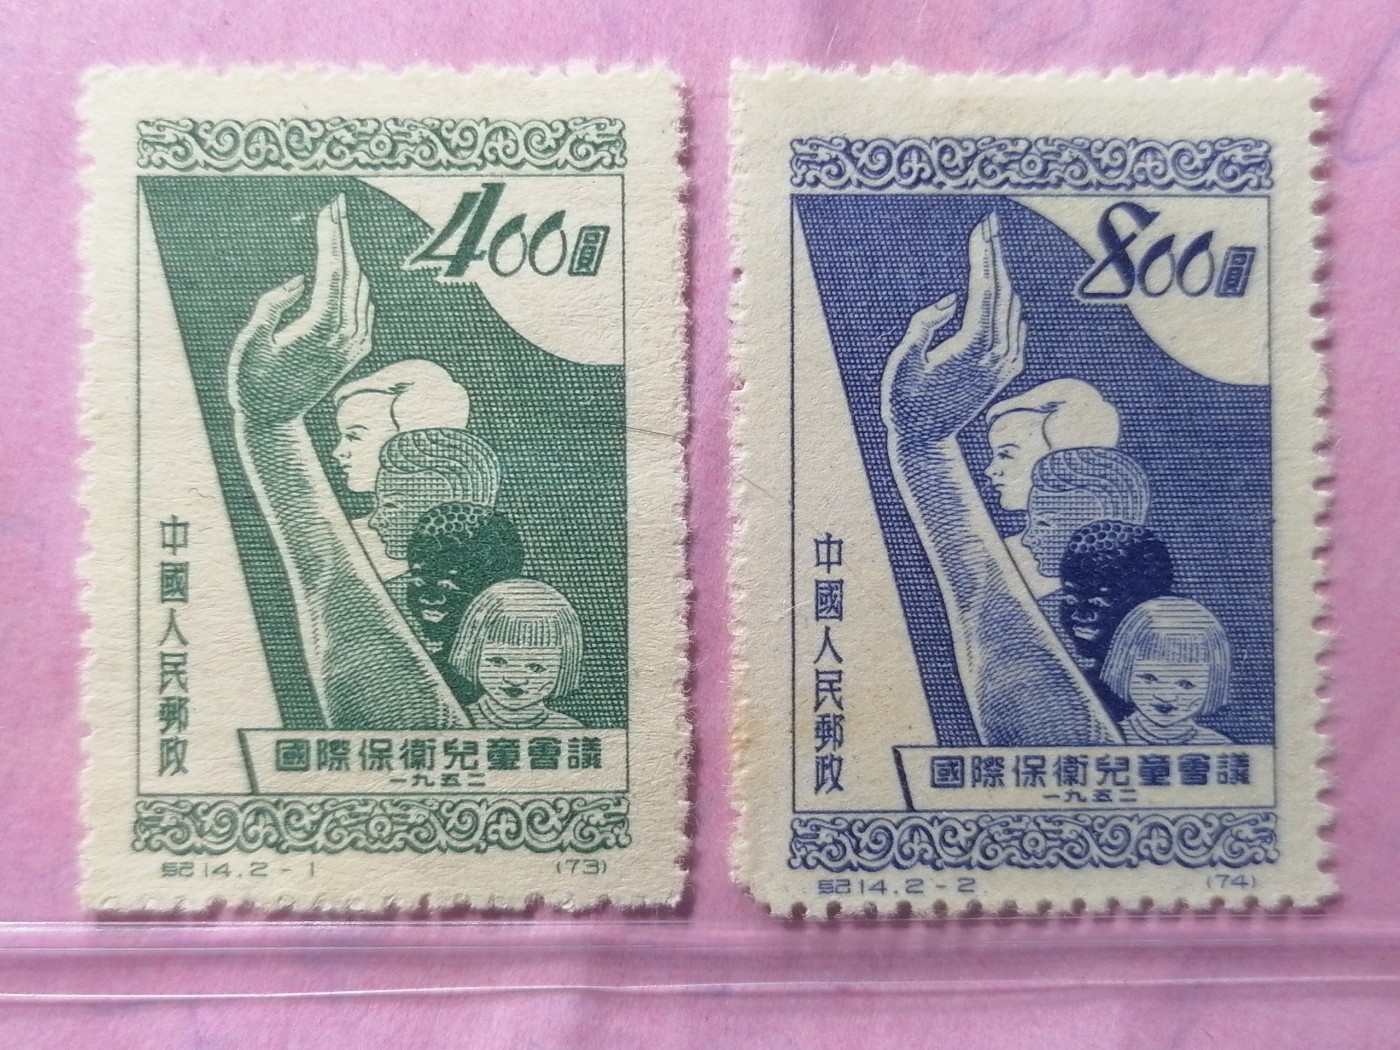 400圓
中國人民郵政
國際保衛兒童會議
一九五二
紀14.2-1
(73)
800圓
中國人民郵政
國際保衛兒童會議
一九五二
紀14.2-2
(74)